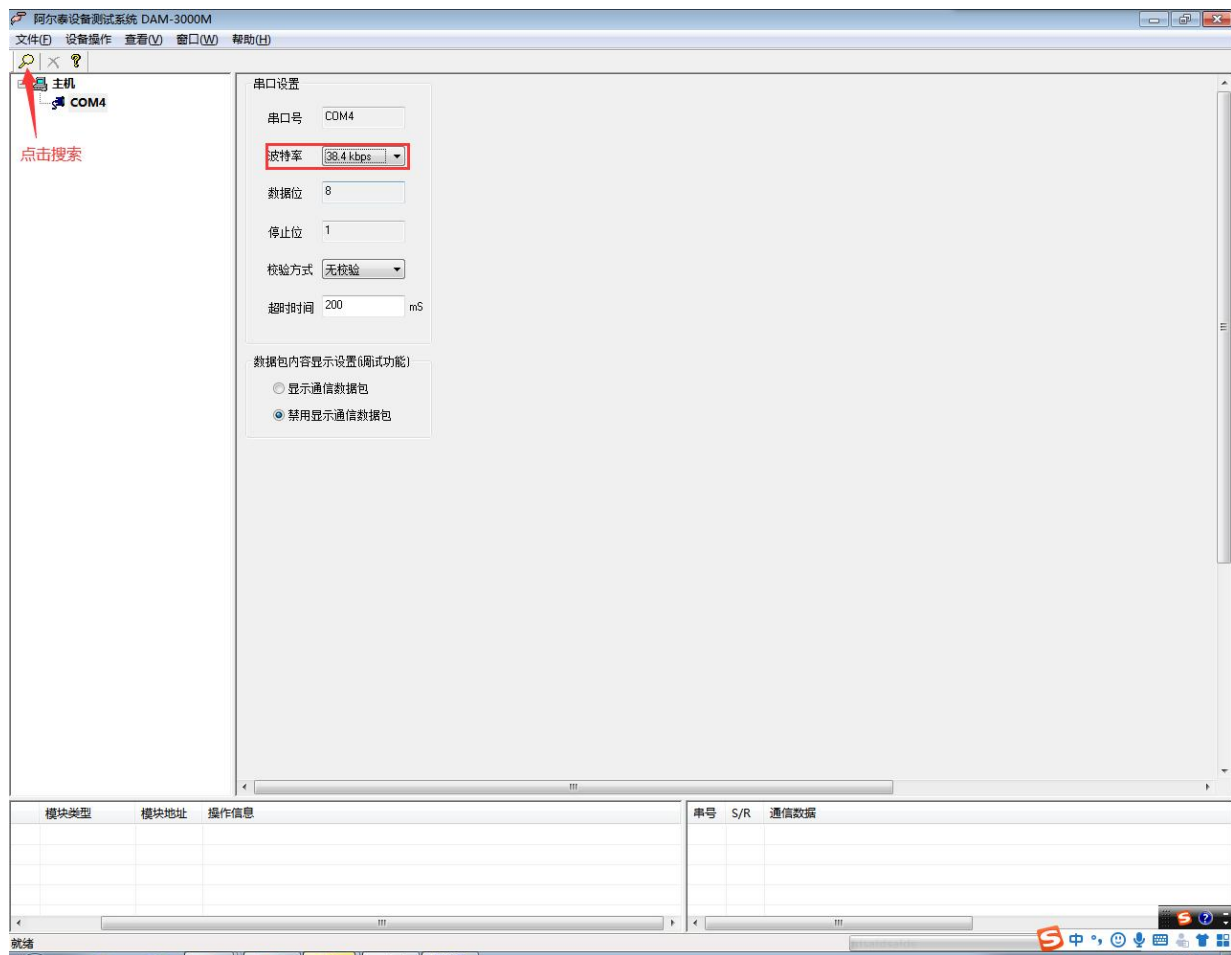 阿尔泰设备测试系统 DAM-3000M
文件(F) 设备操作 查看(V) 窗口(W) 帮助(H)
主机
COM4
点击搜索
串口设置
串口号 COM4
波特率 38.4 kbps
数据位 8
停止位 1
校验方式 无校验
超时时间 200 mS
数据包内容显示设置(调试功能)
显示通信数据包
禁用显示通信数据包
模块类型 模块地址 操作信息
串号 S/R 通信数据
就绪
中